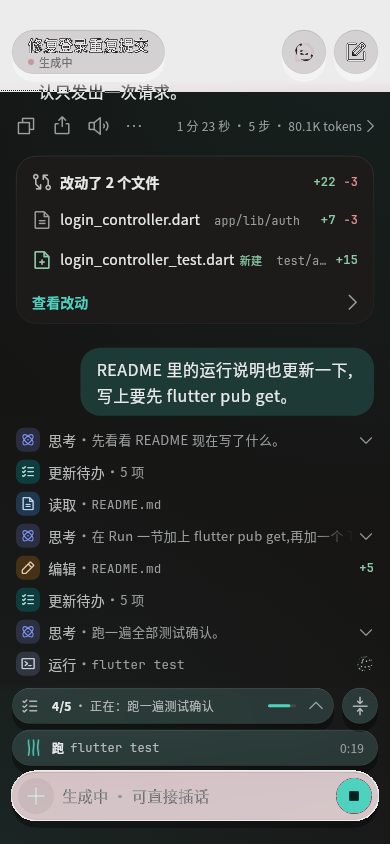 修复登录重复提交
生成中
认只发出一次请求。
1 分 23 秒 · 5 步 · 80.1K tokens
改动了 2 个文件 +22 -3
login_controller.dart app/lib/auth +7 -3
login_controller_test.dart 新建 test/a… +15
查看改动
README 里的运行说明也更新一下,
写上要先 flutter pub get。
思考 · 先看看 README 现在写了什么。
更新待办 · 5 项
读取 · README.md
思考 · 在 Run 一节加上 flutter pub get,再加一个
编辑 · README.md +5
更新待办 · 5 项
思考 · 跑一遍全部测试确认。
运行 · flutter test
4/5 · 正在: 跑一遍测试确认
跑 flutter test 0:19
生成中 · 可直接插话